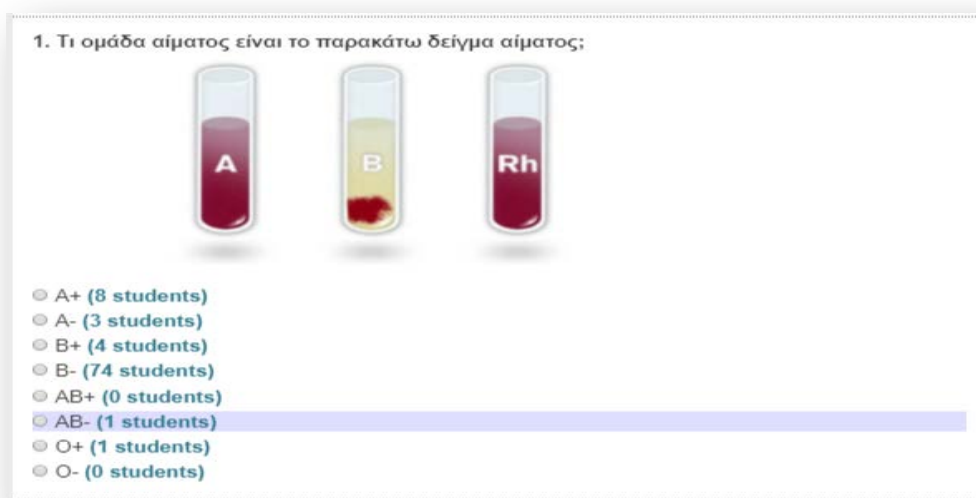 1. Τι ομάδα αίματος είναι το παρακάτω δείγμα αίματος;
A B Rh
A+ (8 students)
A- (3 students)
B+ (4 students)
B- (74 students)
AB+ (0 students)
AB- (1 students)
O+ (1 students)
O- (0 students)